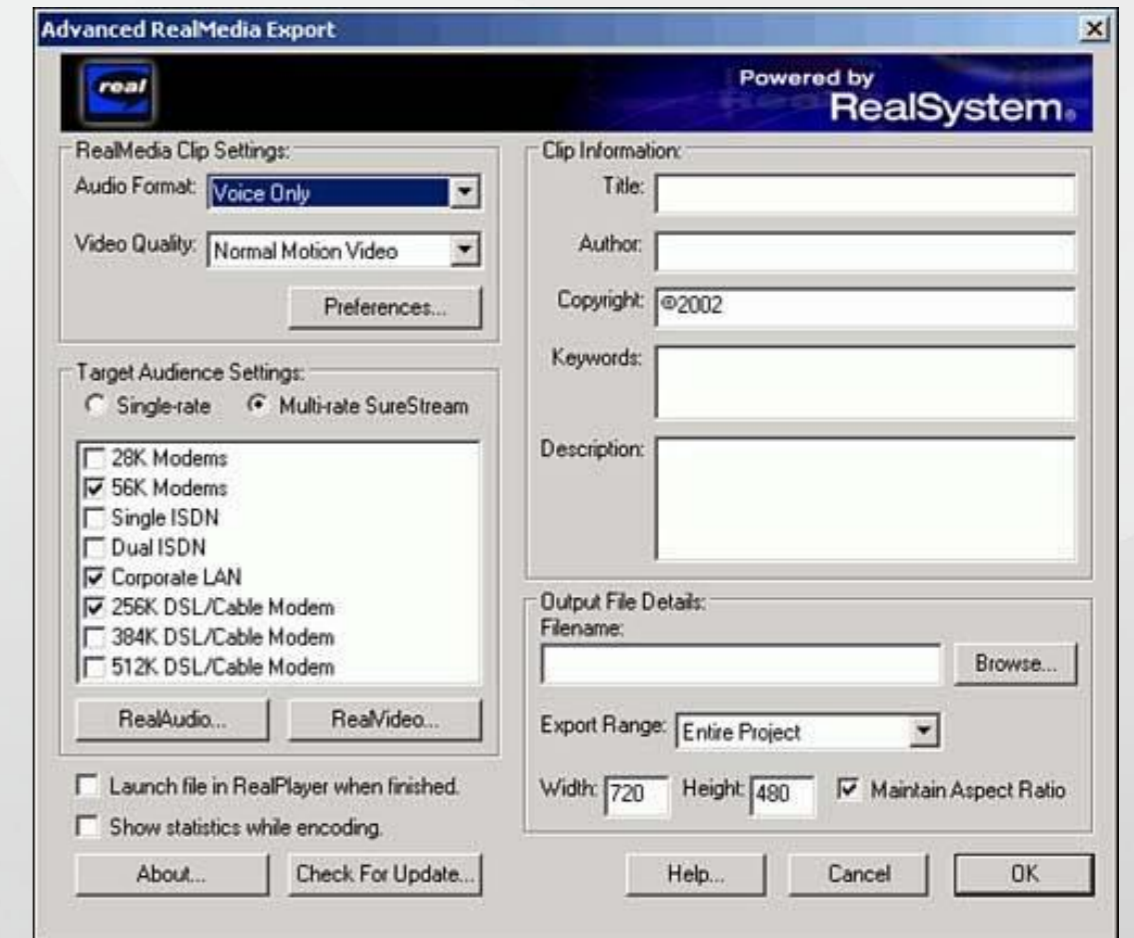 Advanced RealMedia Export
real
Powered by
RealSystem®
RealMedia Clip Settings:
Audio Format: Voice Only
Video Quality: Normal Motion Video
Preferences...
Target Audience Settings:
Single-rate
Multi-rate SureStream
28K Modems
56K Modems
Single ISDN
Dual ISDN
Corporate LAN
256K DSL/Cable Modem
384K DSL/Cable Modem
512K DSL/Cable Modem
RealAudio...
RealVideo...
Launch file in RealPlayer when finished.
Show statistics while encoding.
About...
Check For Update...
Clip Information:
Title:
Author:
Copyright: ©2002
Keywords:
Description:
Output File Details:
Filename:
Browse...
Export Range: Entire Project
Width: 720 Height: 480 Maintain Aspect Ratio
Help...
Cancel
OK